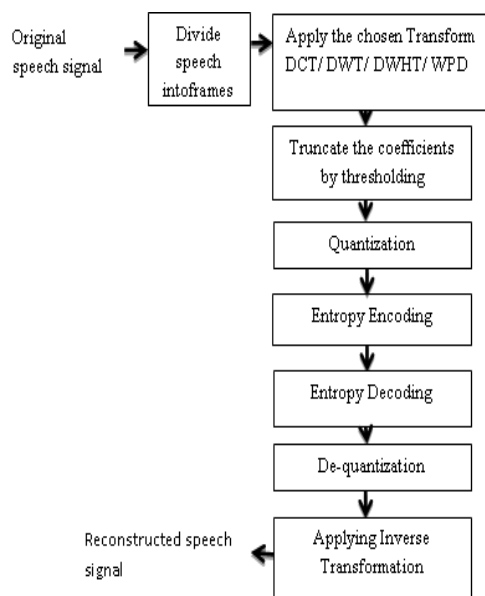 Original
speech signal
Divide
speech
intoframes
Apply the chosen Transform
DCT/ DWT/ DWHT/ WPD
Truncate the coefficients
by thresholding
Quantization
Entropy Encoding
Entropy Decoding
De-quantization
Applying Inverse
Transformation
Reconstructed speech
signal